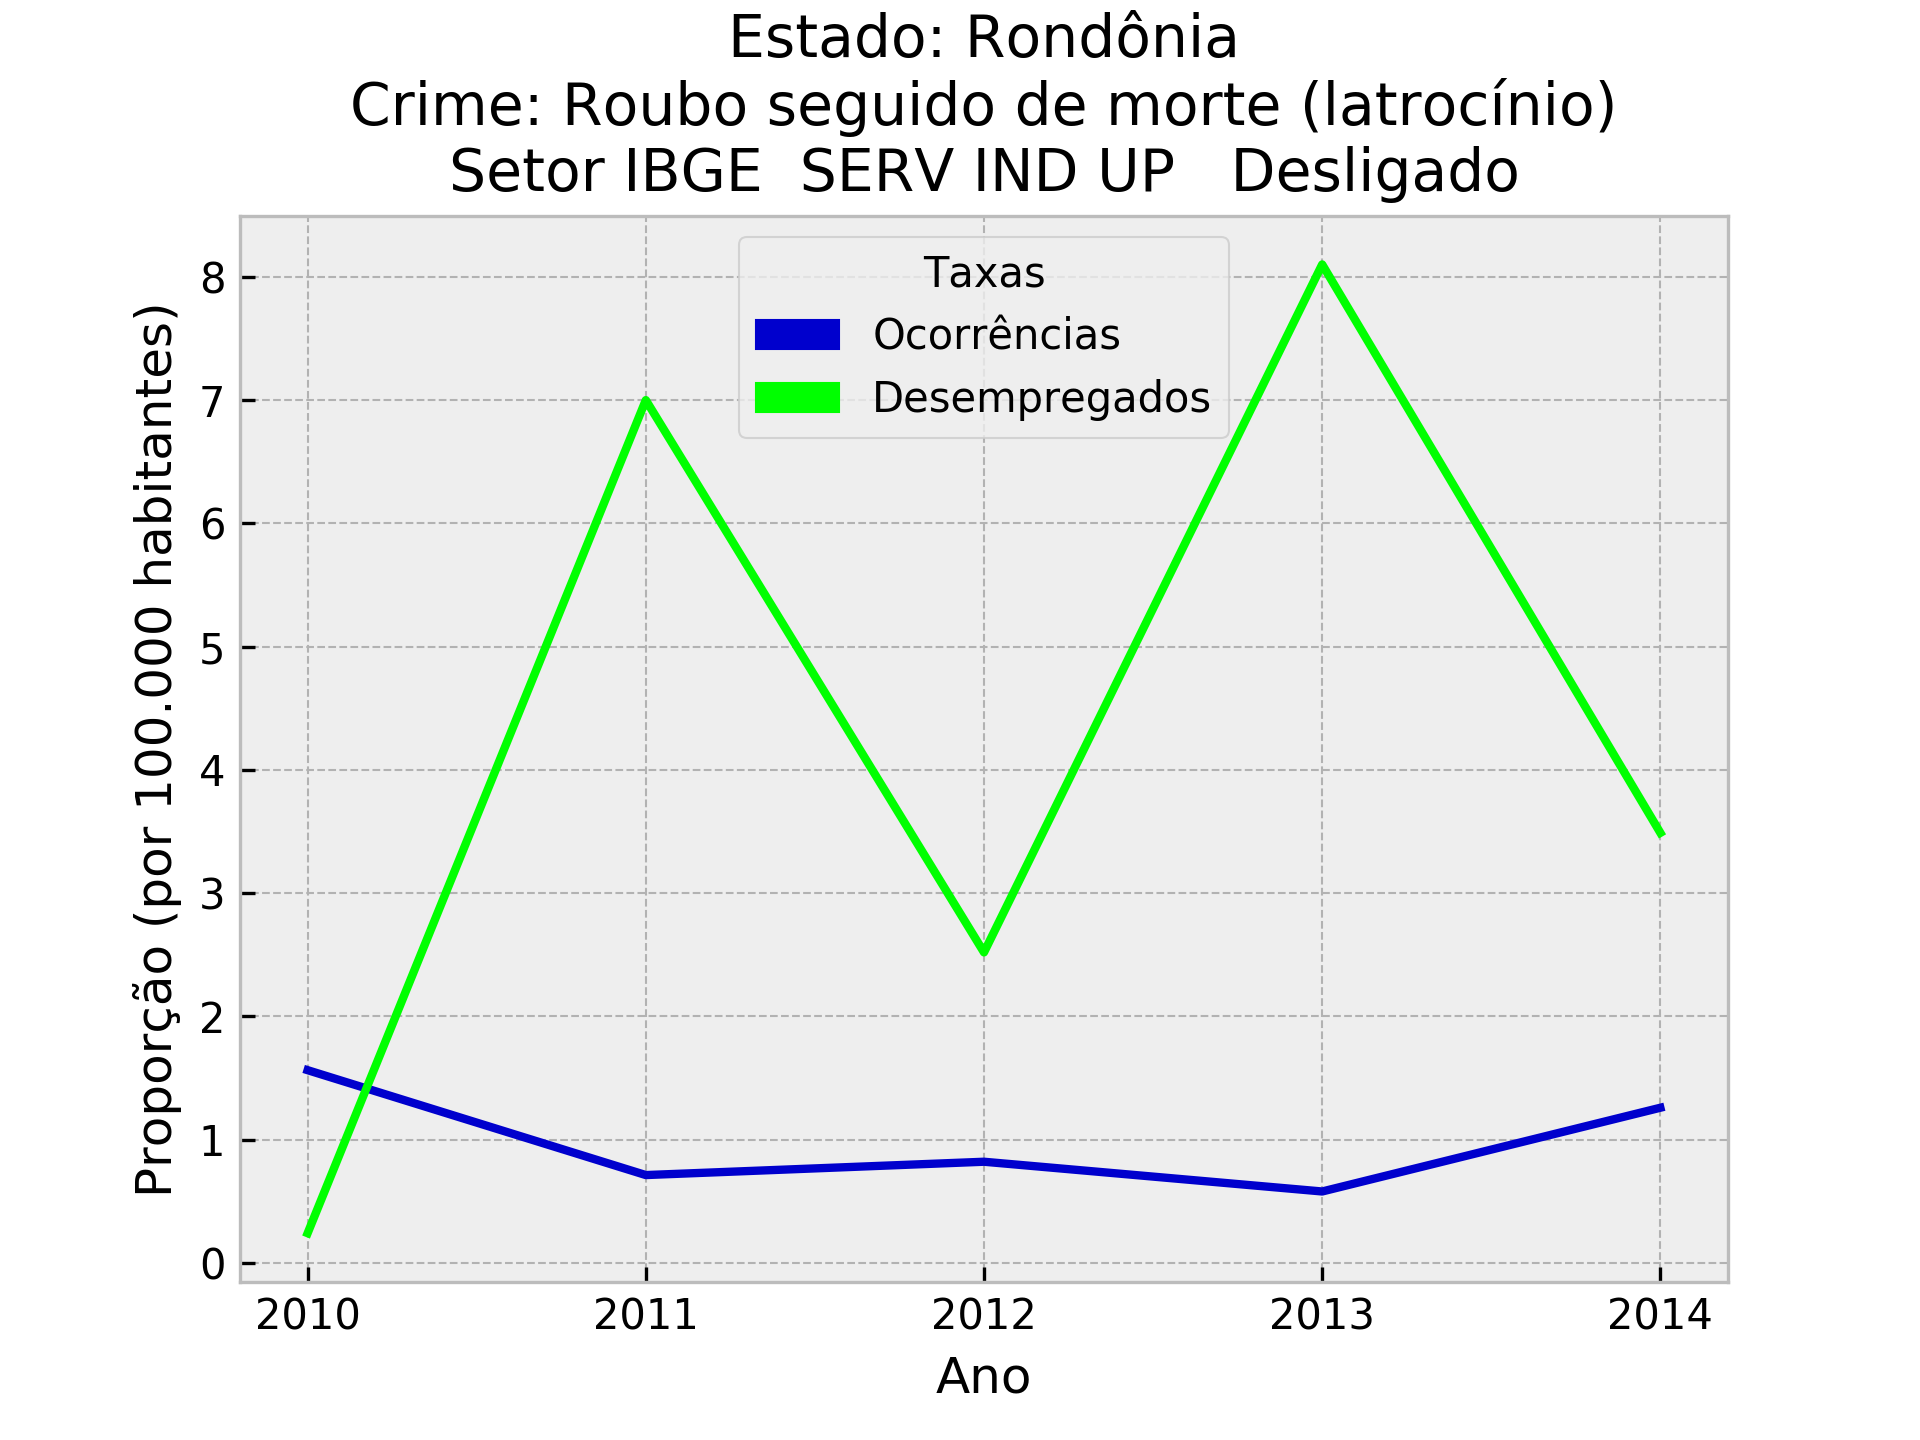 Estado: Rondônia
Crime: Roubo seguido de morte (latrocínio)
Setor IBGE  SERV IND UP   Desligado
Proporção (por 100.000 habitantes)
8
7
6
5
4
3
2
1
0
Taxas
Ocorrências
Desempregados
2010 2011 2012 2013 2014
Ano